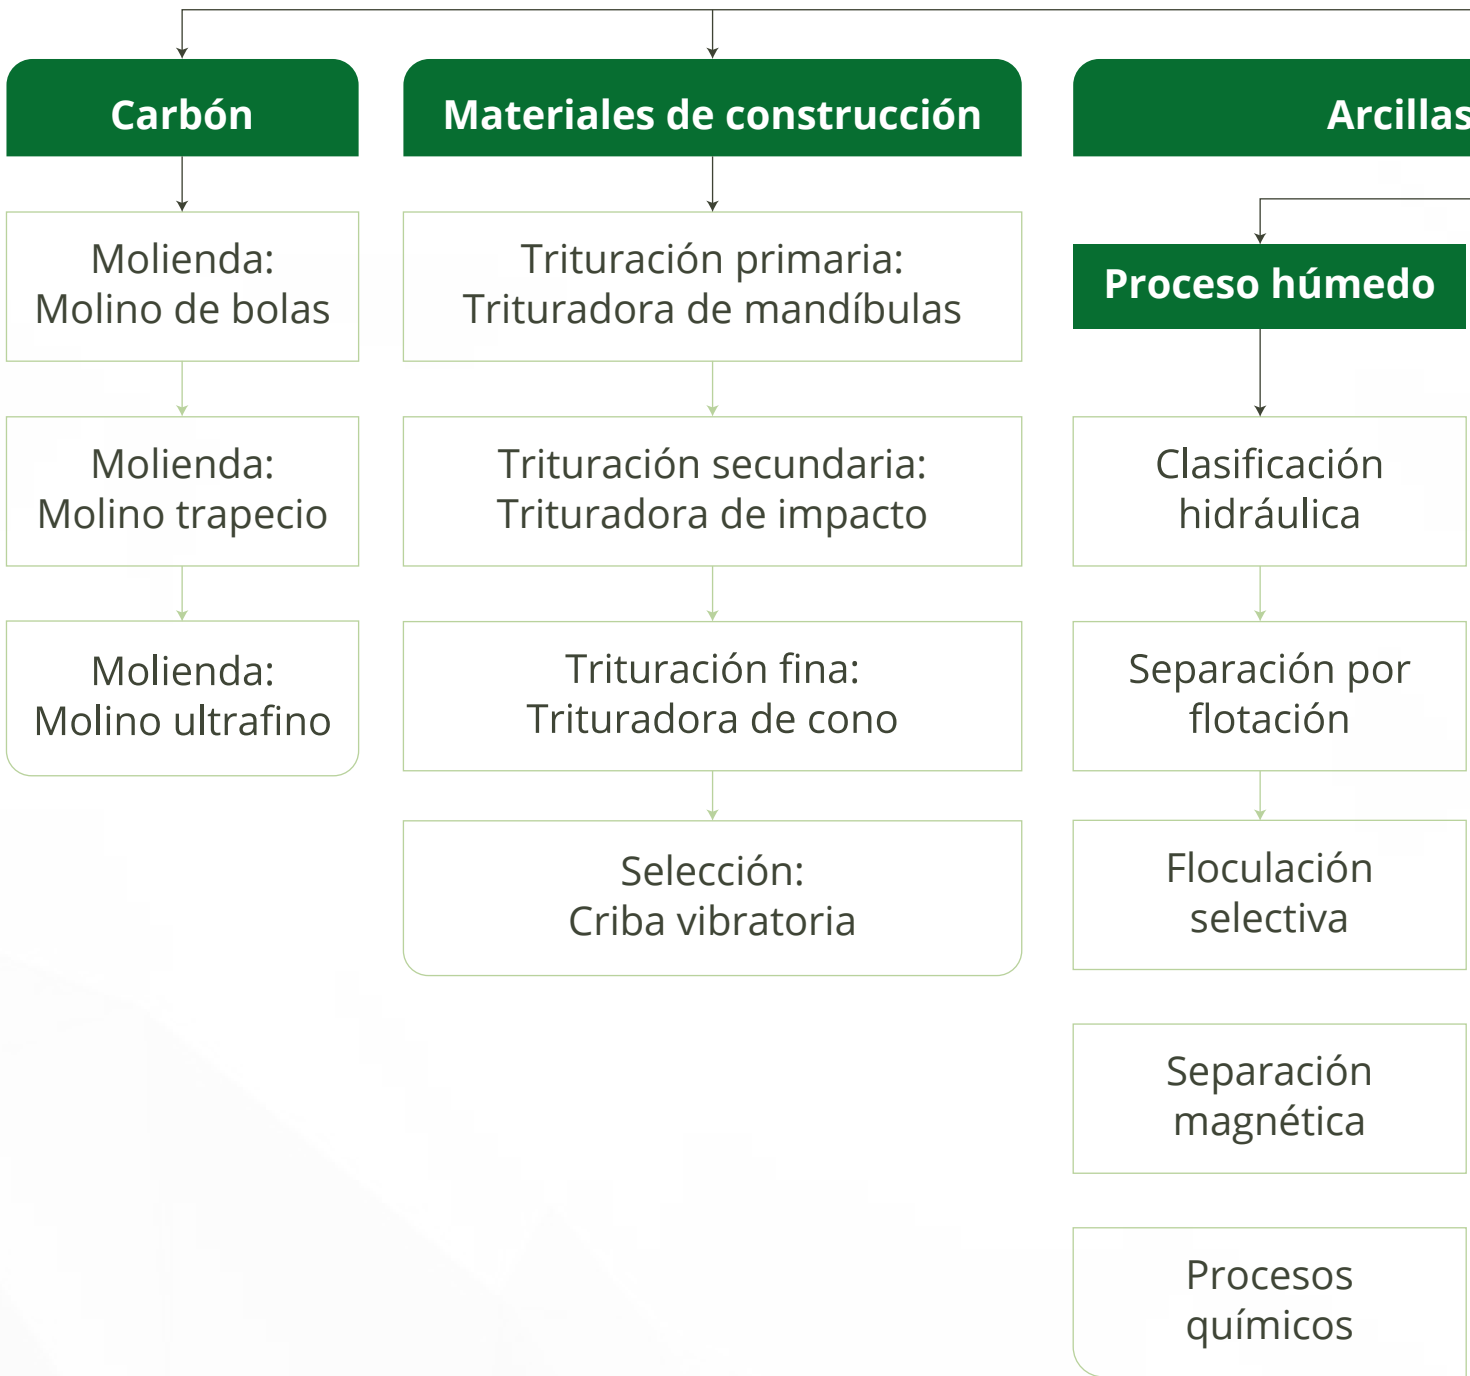 Carbón
Molienda:
Molino de bolas
Molienda:
Molino trapecio
Molienda:
Molino ultrafino
Materiales de construcción
Trituración primaria:
Trituradora de mandíbulas
Trituración secundaria:
Trituradora de impacto
Trituración fina:
Trituradora de cono
Selección:
Criba vibratoria
Arcillas
Proceso húmedo
Clasificación
hidráulica
Separación por
flotación
Floculación
selectiva
Separación
magnética
Procesos
químicos